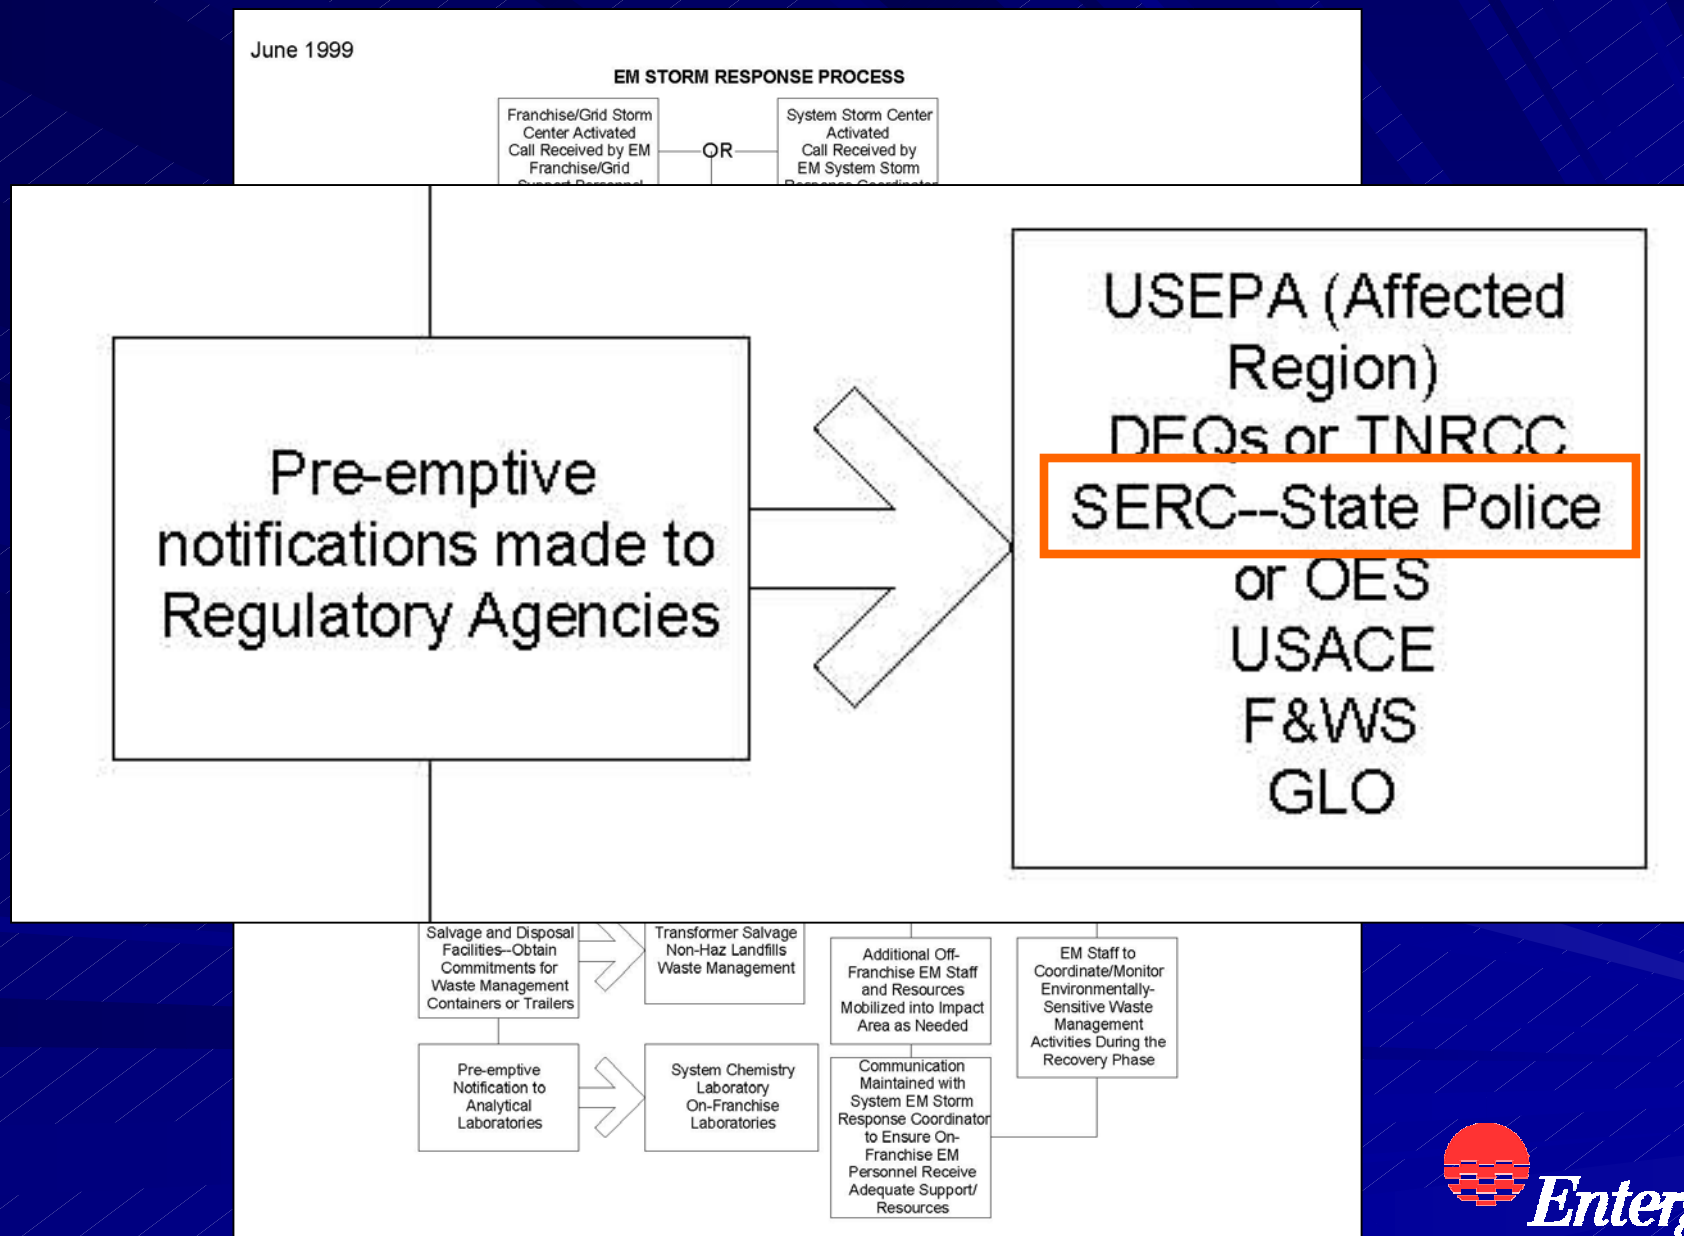 June 1999
EM STORM RESPONSE PROCESS
Franchise/Grid Storm
Center Activated
Call Received by EM
Franchise/Grid
Support Personnel
OR
System Storm Center
Activated
Call Received by
EM System Storm
Response Coordinator
Pre-emptive
notifications made to
Regulatory Agencies
USEPA (Affected
Region)
DEQs or TNRCC
SERC--State Police
or OES
USACE
F&WS
GLO
Salvage and Disposal
Facilities--Obtain
Commitments for
Waste Management
Containers or Trailers
Transformer Salvage
Non-Haz Landfills
Waste Management
Additional Off-
Franchise EM Staff
and Resources
Mobilized into Impact
Area as Needed
EM Staff to
Coordinate/Monitor
Environmentally-
Sensitive Waste
Management
Activities During the
Recovery Phase
Pre-emptive
Notification to
Analytical
Laboratories
System Chemistry
Laboratory
On-Franchise
Laboratories
Communication
Maintained with
System EM Storm
Response Coordinator
to Ensure On-
Franchise EM
Personnel Receive
Adequate Support/
Resources
Enter